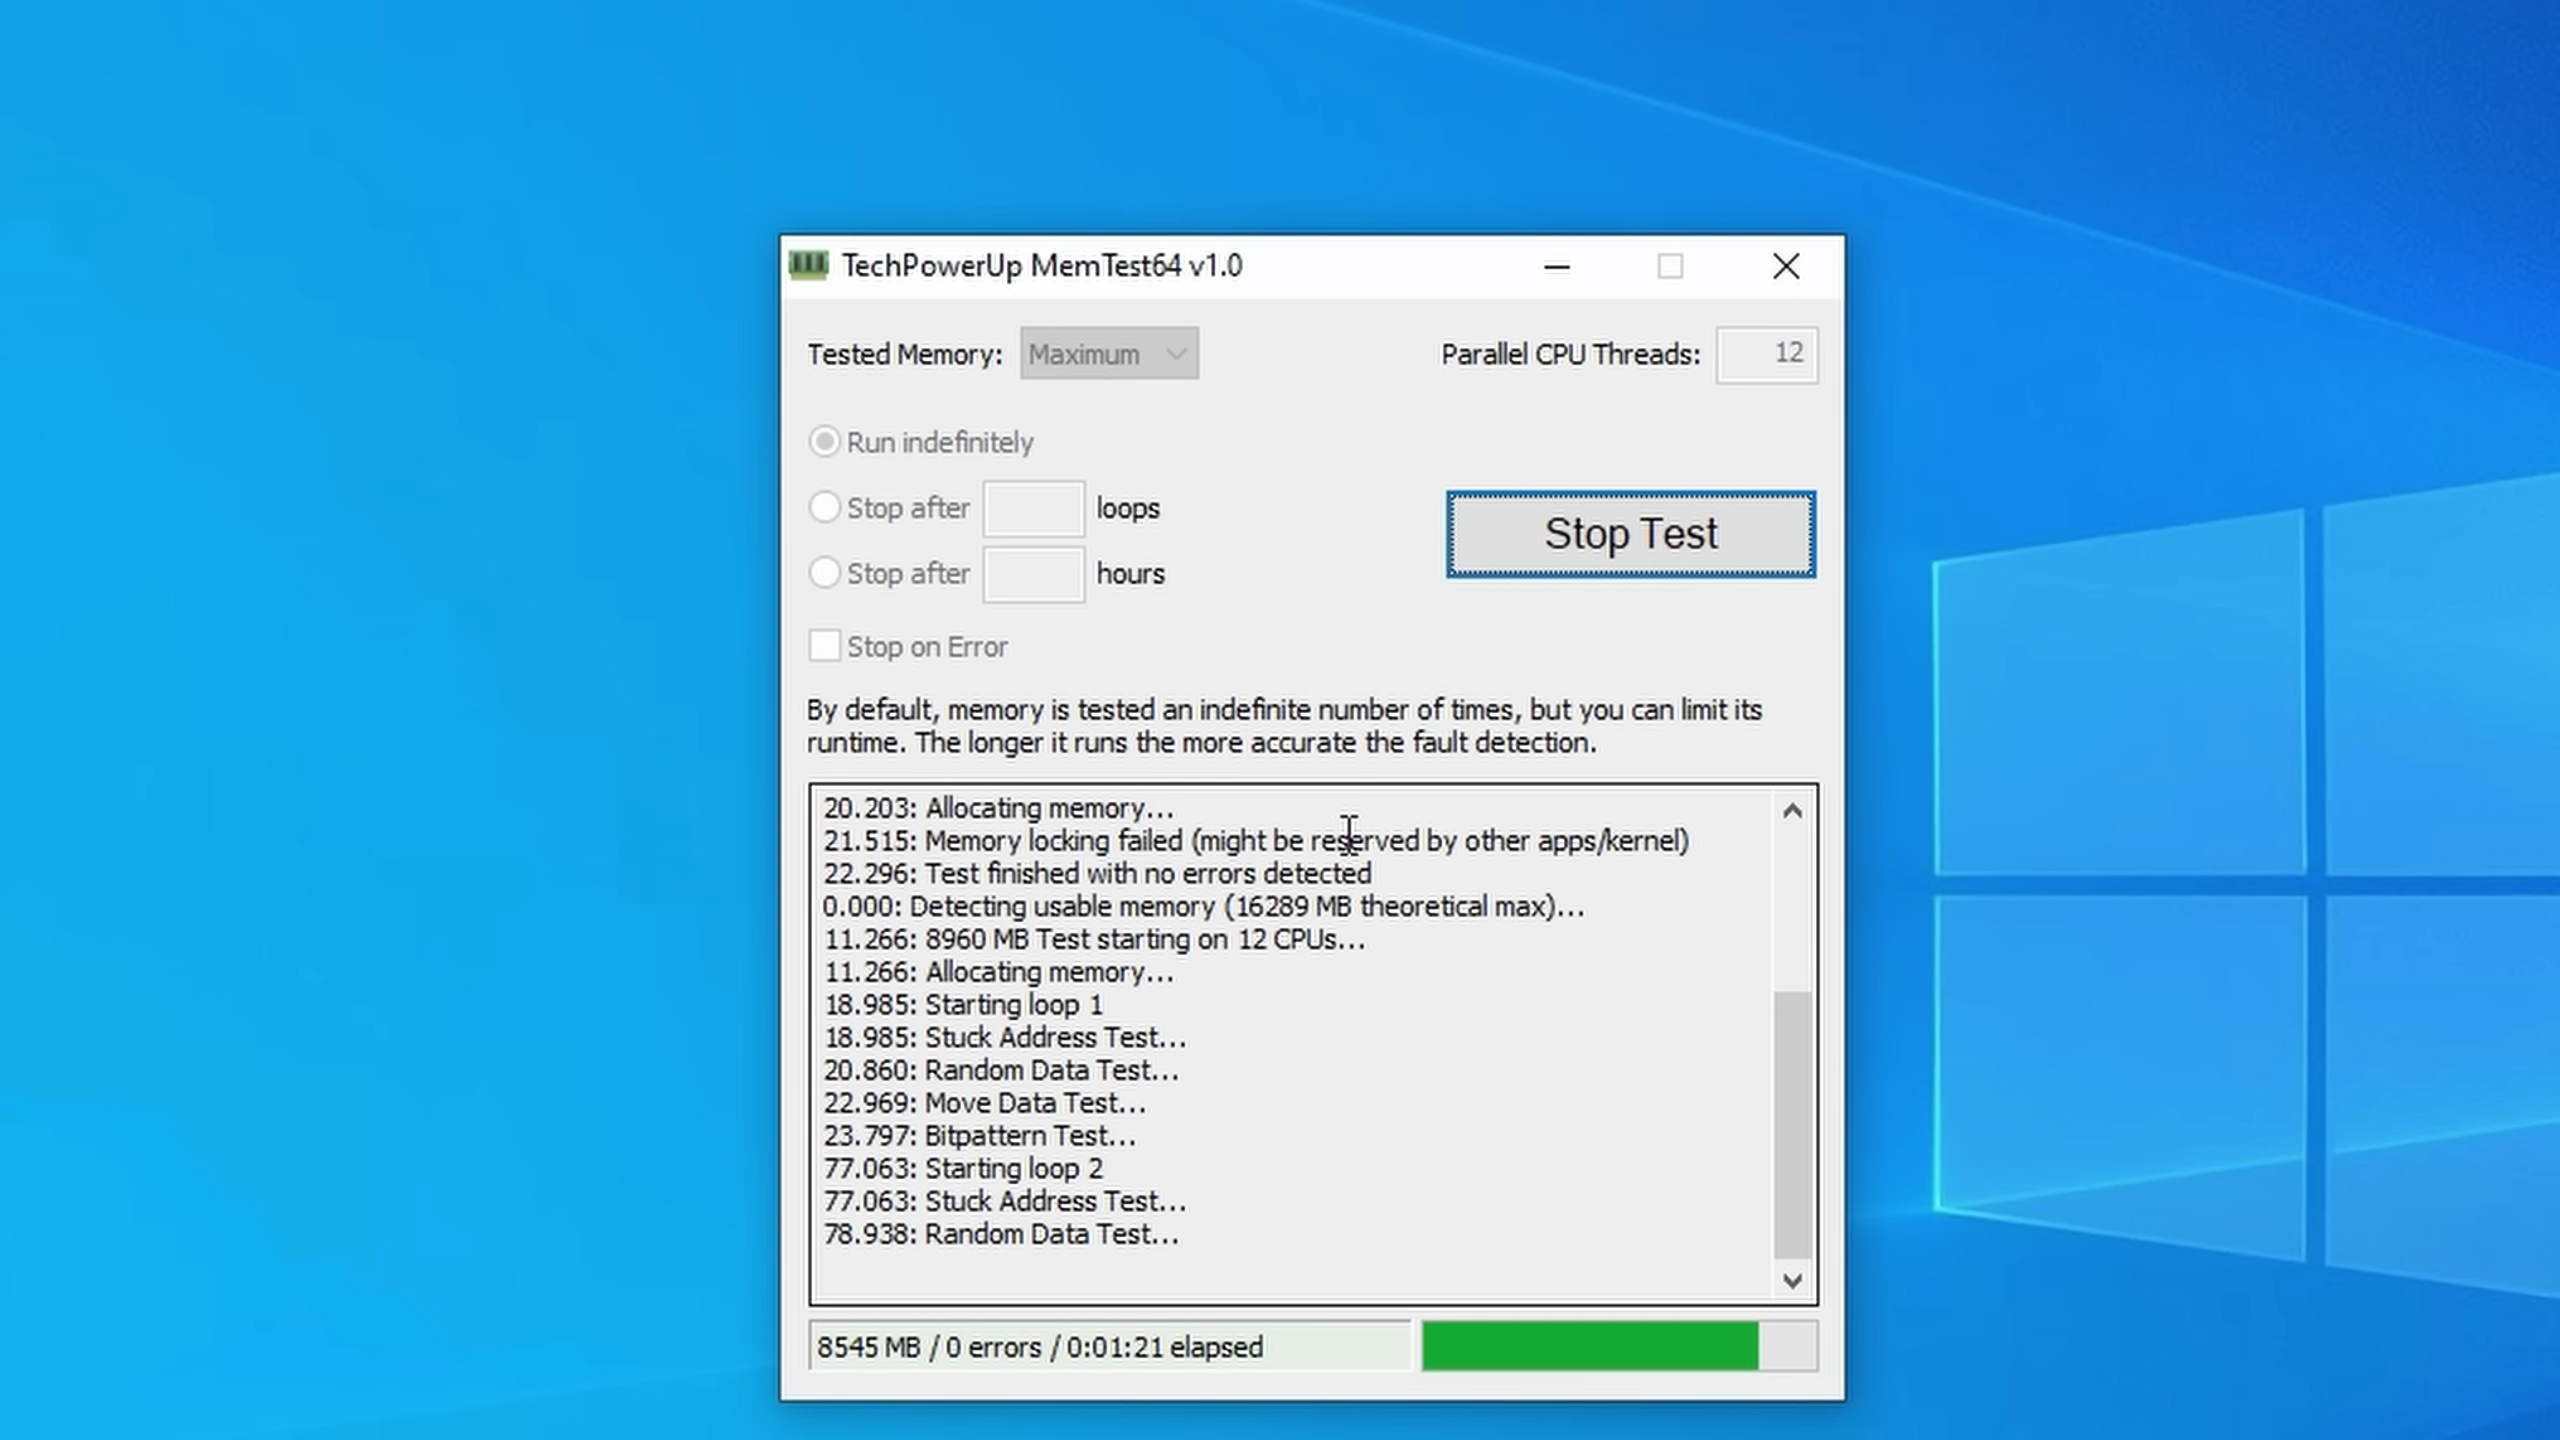 TechPowerUp MemTest64 v1.0
Tested Memory: Maximum Parallel CPU Threads: 12
Run indefinitely
Stop after loops
Stop Test
Stop after hours
Stop on Error
By default, memory is tested an indefinite number of times, but you can limit its
runtime. The longer it runs the more accurate the fault detection.
20.203: Allocating memory...
21.515: Memory locking failed (might be reserved by other apps/kernel)
22.296: Test finished with no errors detected
0.000: Detecting usable memory (16289 MB theoretical max)...
11.266: 8960 MB Test starting on 12 CPUs...
11.266: Allocating memory...
18.985: Starting loop 1
18.985: Stuck Address Test...
20.860: Random Data Test...
22.969: Move Data Test...
23.797: Bitpattern Test...
77.063: Starting loop 2
77.063: Stuck Address Test...
78.938: Random Data Test...
8545 MB / 0 errors / 0:01:21 elapsed